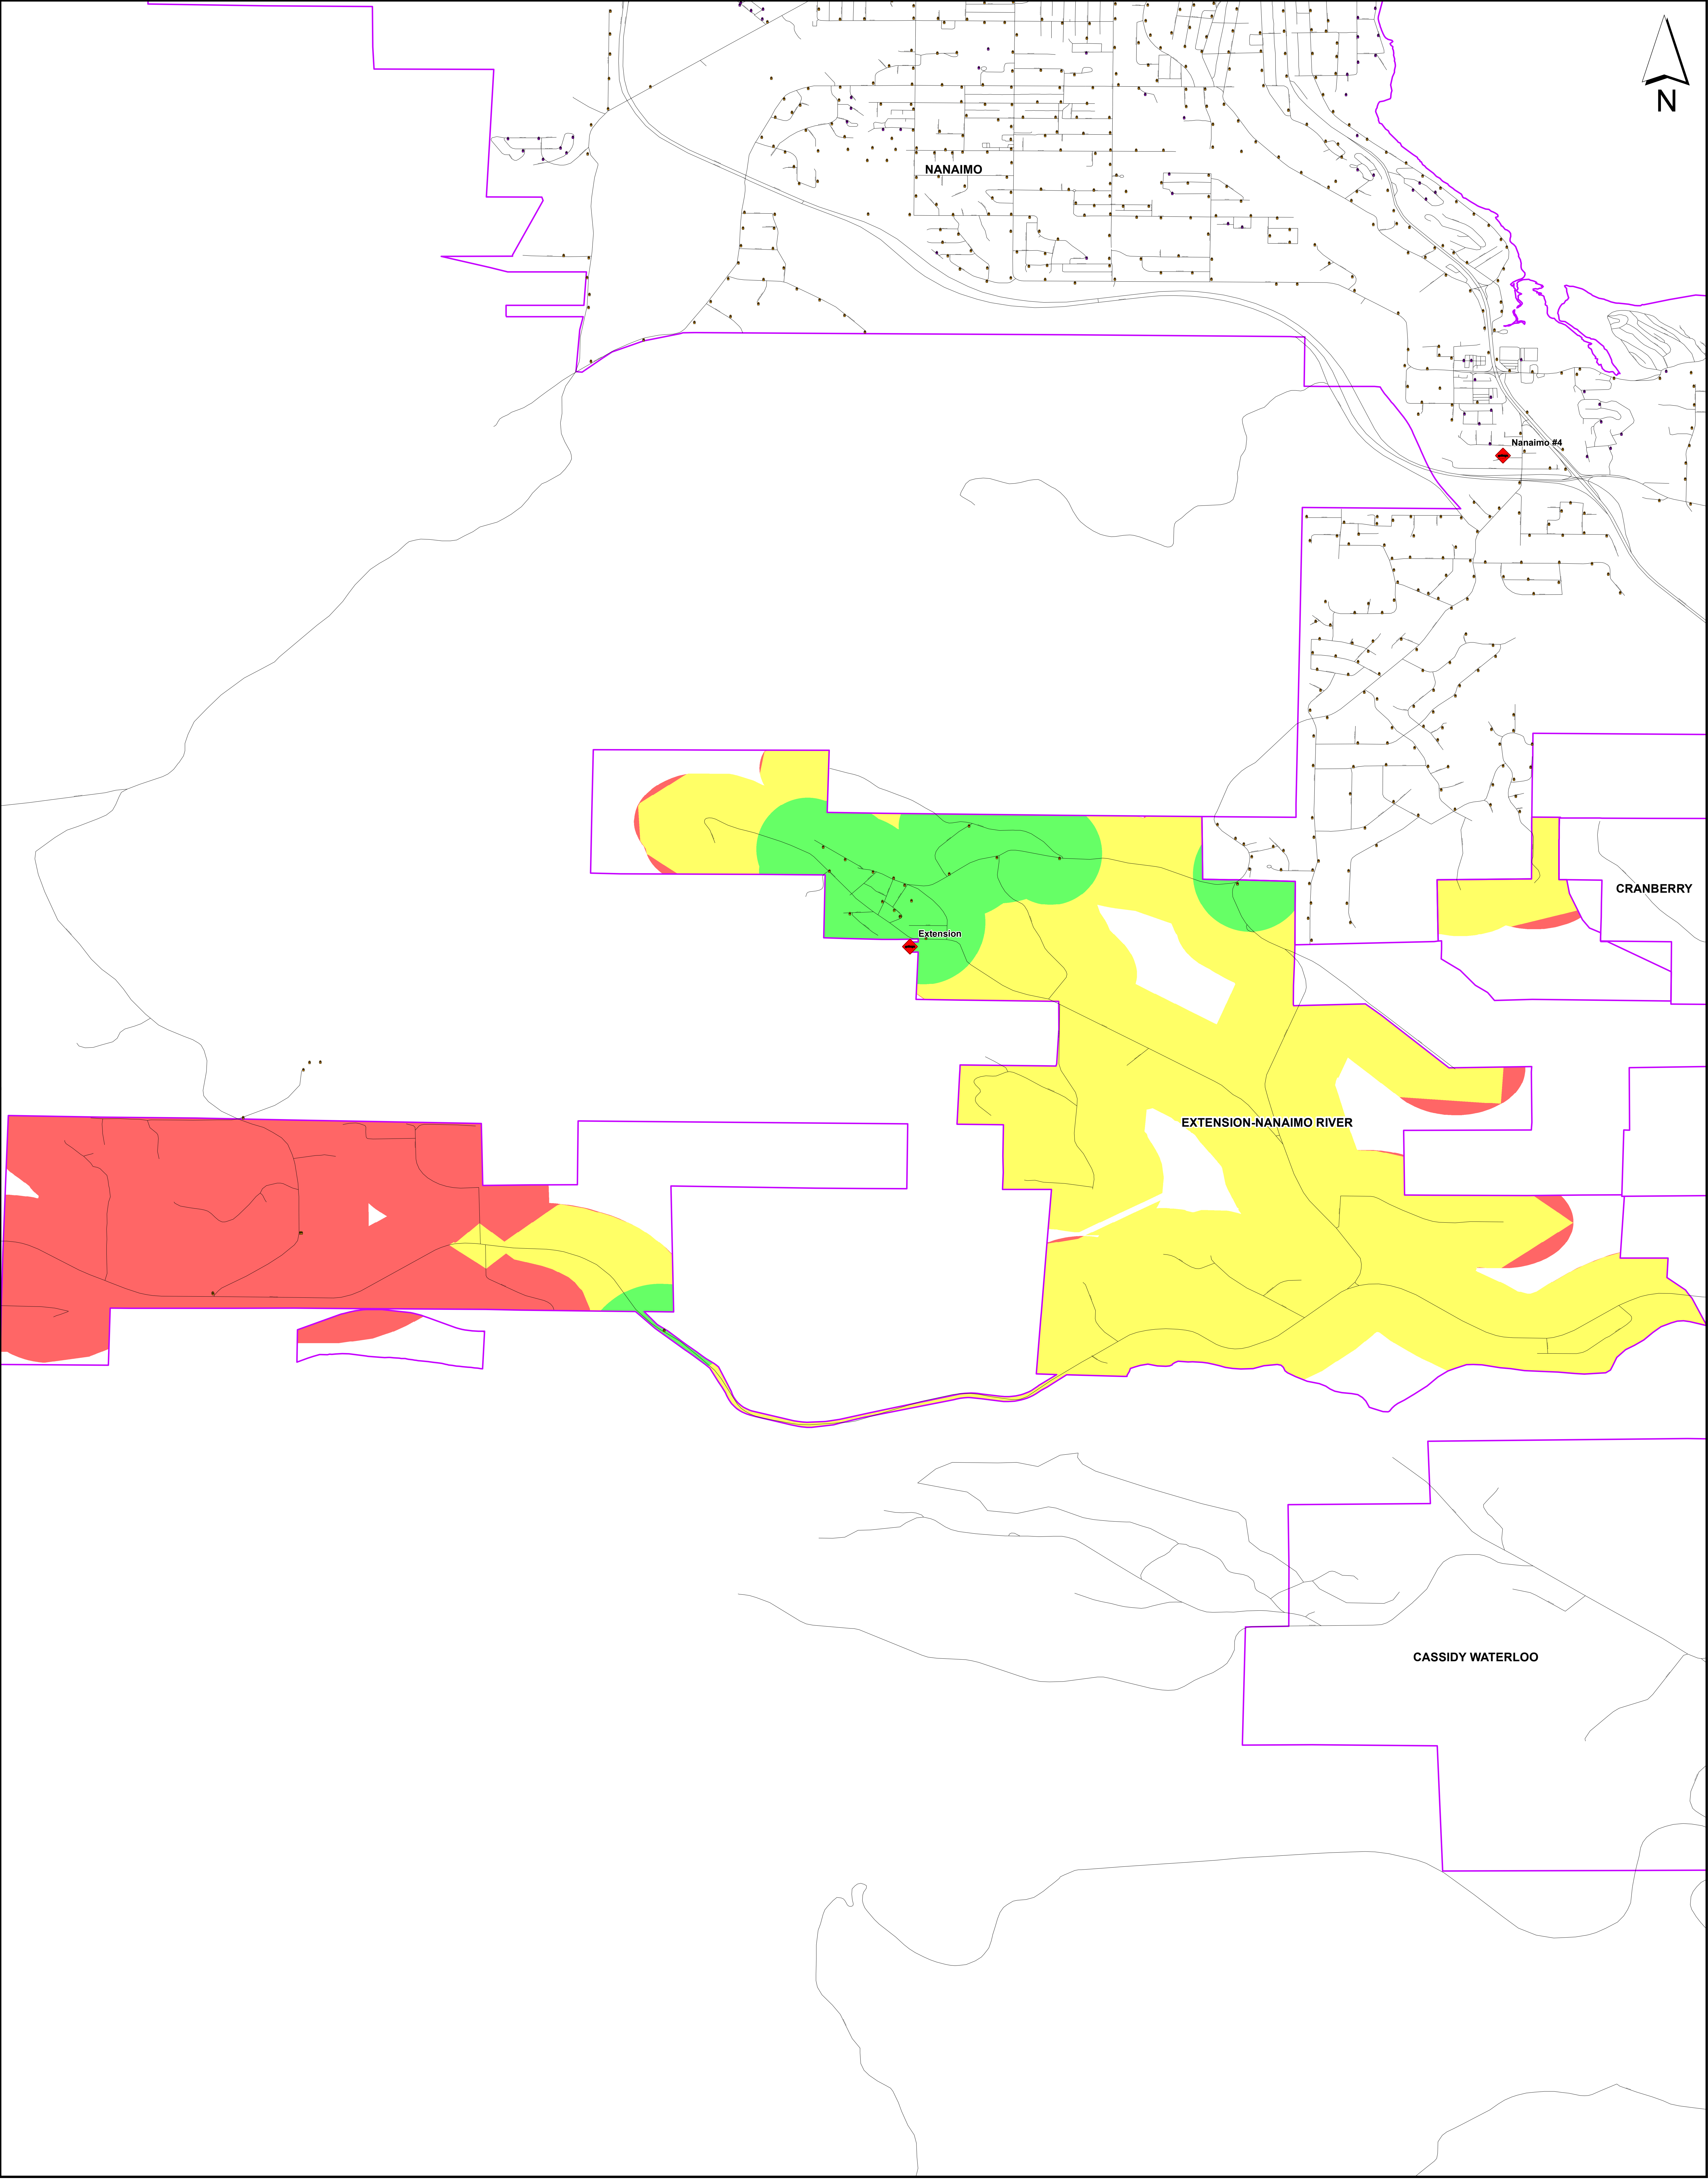 N
NANAIMO
Nanaimo #4
CRANBERRY
Extension
EXTENSION-NANAIMO RIVER
CASSIDY WATERLOO